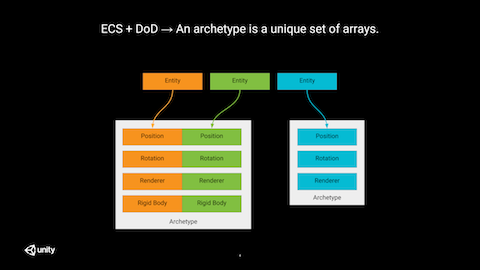 ECS + DoD → An archetype is a unique set of arrays.
Entity Entity Entity
Position Position Position
Rotation Rotation Rotation
Renderer Renderer Renderer
Rigid Body Rigid Body Archetype
Archetype
unity
4